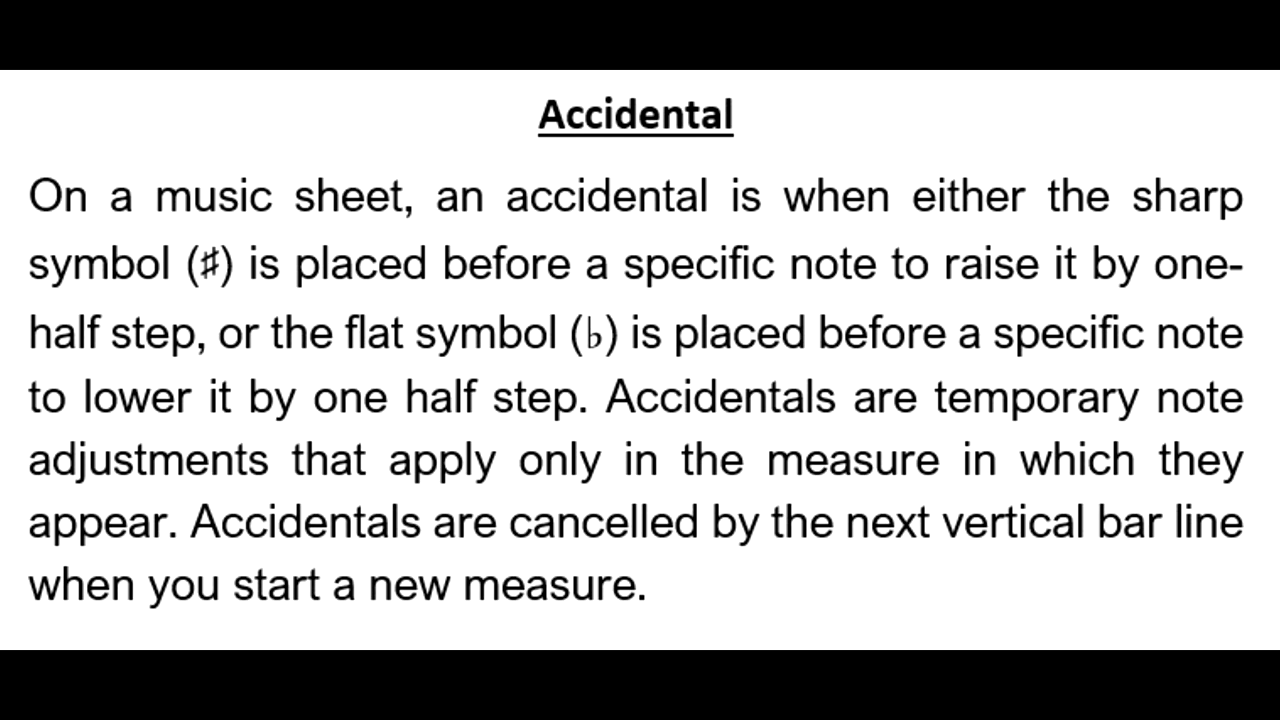 Accidental
On a music sheet, an accidental is when either the sharp
symbol (♯) is placed before a specific note to raise it by one-
half step, or the flat symbol (♭) is placed before a specific note
to lower it by one half step. Accidentals are temporary note
adjustments that apply only in the measure in which they
appear. Accidentals are cancelled by the next vertical bar line
when you start a new measure.